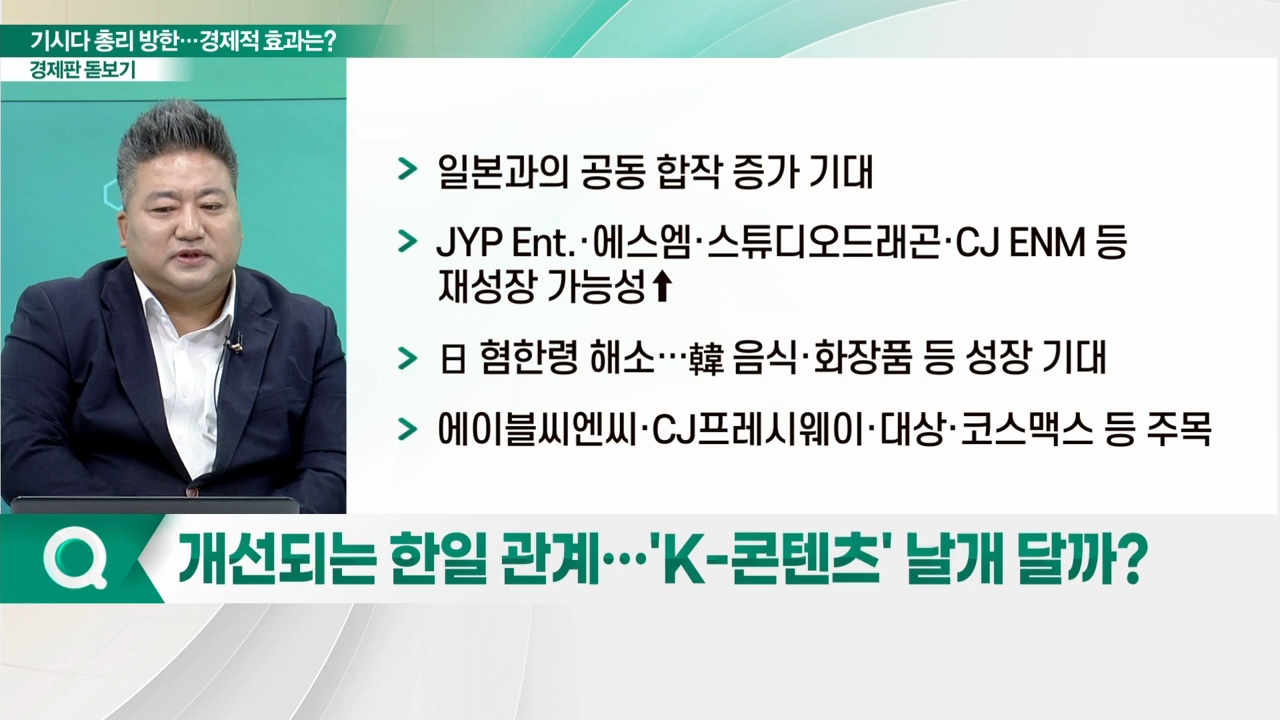 기시다 총리 방한…경제적 효과는?
경제판 돋보기
> 일본과의 공동 합작 증가 기대
> JYP Ent.·에스엠·스튜디오드래곤·CJ ENM 등
재성장 가능성⬆
> 日 혐한령 해소…韓 음식·화장품 등 성장 기대
> 에이블씨엔씨·CJ프레시웨이·대상·코스맥스 등 주목
Q 개선되는 한일 관계…'K-콘텐츠' 날개 달까?